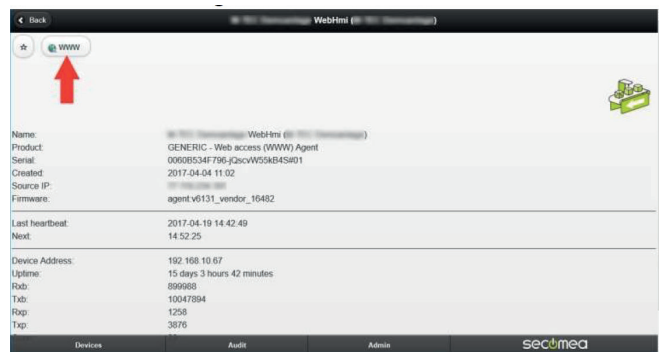 Back
WebHmi (
)
WWW
Name: WebHmi ( )
Product: GENERIC - Web access (WWW) Agent
Serial: 0060B534F796-jQscvW55kB4S#01
Created: 2017-04-04 11:02
Source IP:
Firmware: agent:v6131_vendor_16482
Last heartbeat: 2017-04-19 14:42:49
Next: 14:52:25
Device Address: 192.168.10.67
Uptime: 15 days 3 hours 42 minutes
Rxb: 899988
Txb: 10047894
Rxp: 1258
Txp: 3876
Devices Audit Admin secomea